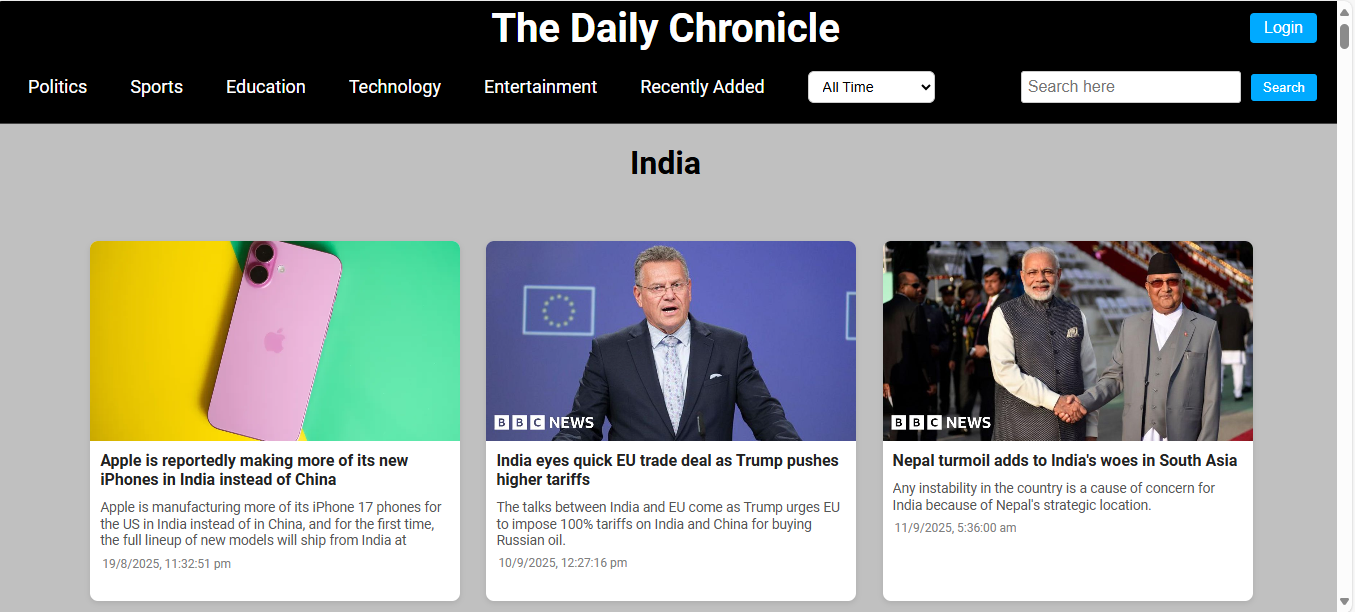 The Daily Chronicle
Login
Politics Sports Education Technology Entertainment Recently Added All Time Search here Search
India
BBC NEWS
BBC NEWS
Apple is reportedly making more of its new
iPhones in India instead of China
Apple is manufacturing more of its iPhone 17 phones for
the US in India instead of in China, and for the first time,
the full lineup of new models will ship from India at
19/8/2025, 11:32:51 pm
India eyes quick EU trade deal as Trump pushes
higher tariffs
The talks between India and EU come as Trump urges EU
to impose 100% tariffs on India and China for buying
Russian oil.
10/9/2025, 12:27:16 pm
Nepal turmoil adds to India's woes in South Asia
Any instability in the country is a cause of concern for
India because of Nepal's strategic location.
11/9/2025, 5:36:00 am